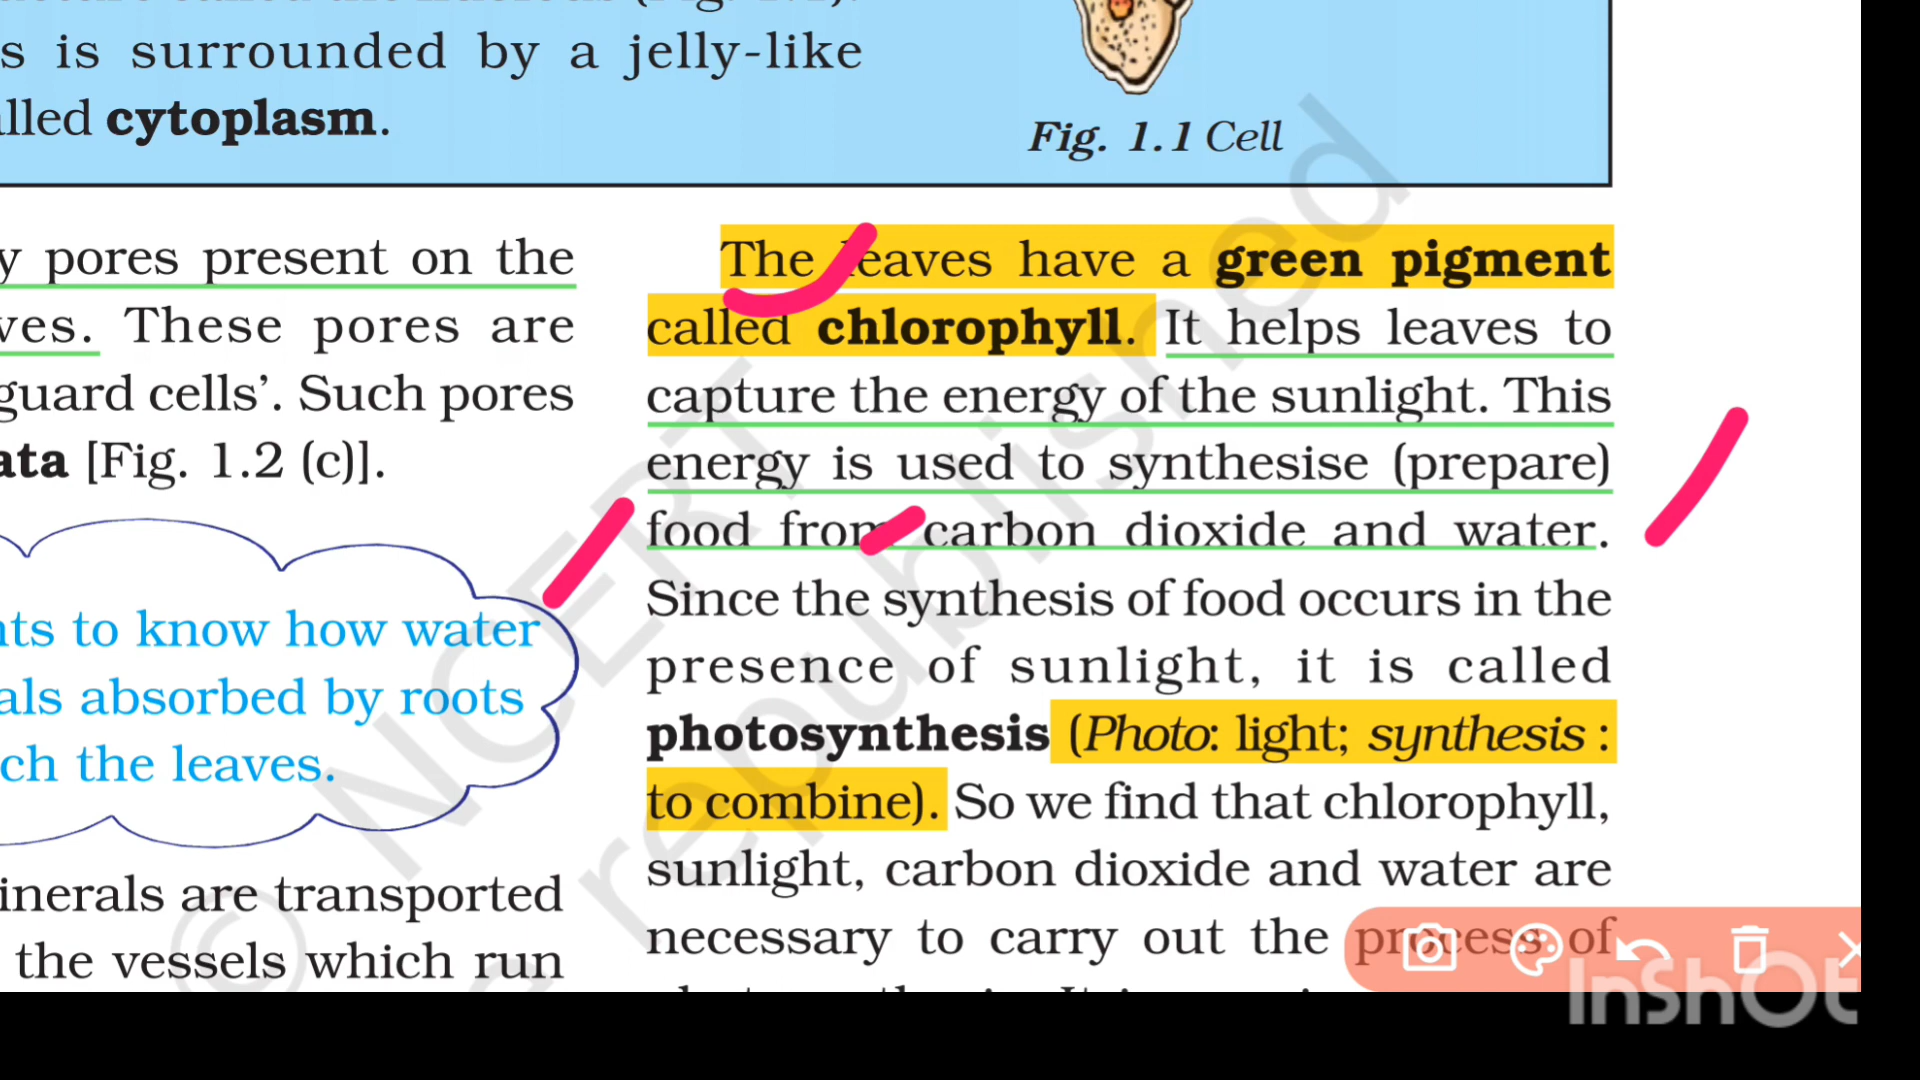 s is surrounded by a jelly-like
alled cytoplasm.
Fig. 1.1 Cell
y pores present on the
ves. These pores are
guard cells’. Such pores
ata [Fig. 1.2 (c)].
nts to know how water
als absorbed by roots
ch the leaves.
inerals are transported
the vessels which run
The leaves have a green pigment
called chlorophyll. It helps leaves to
capture the energy of the sunlight. This
energy is used to synthesise (prepare)
food from carbon dioxide and water.
Since the synthesis of food occurs in the
presence of sunlight, it is called
photosynthesis (Photo: light; synthesis :
to combine). So we find that chlorophyll,
sunlight, carbon dioxide and water are
necessary to carry out the process of
© NCERT
republished
InShOt